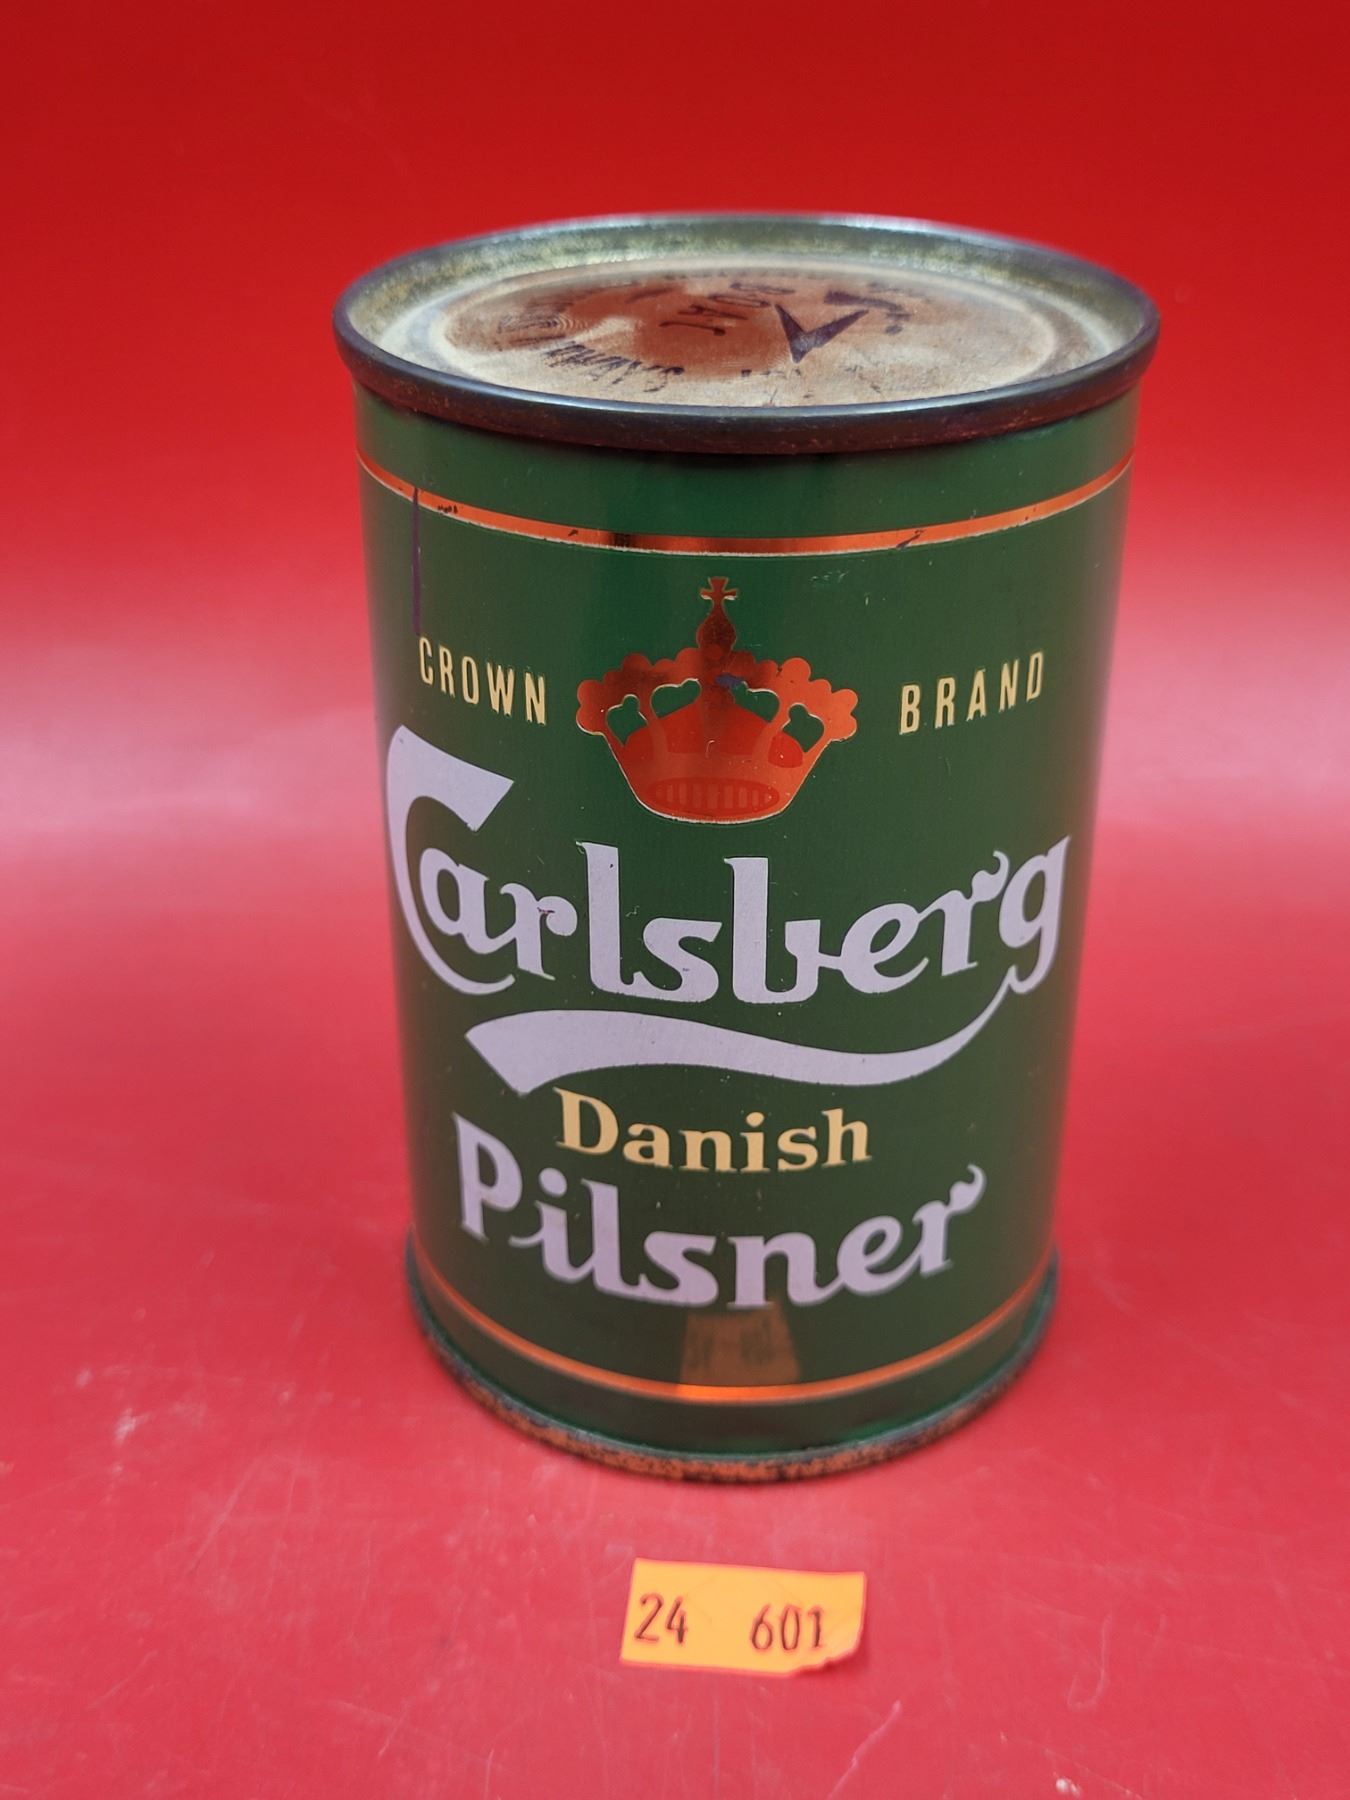 CROWN BRAND
Carlsberg
Danish
Pilsner
24 601